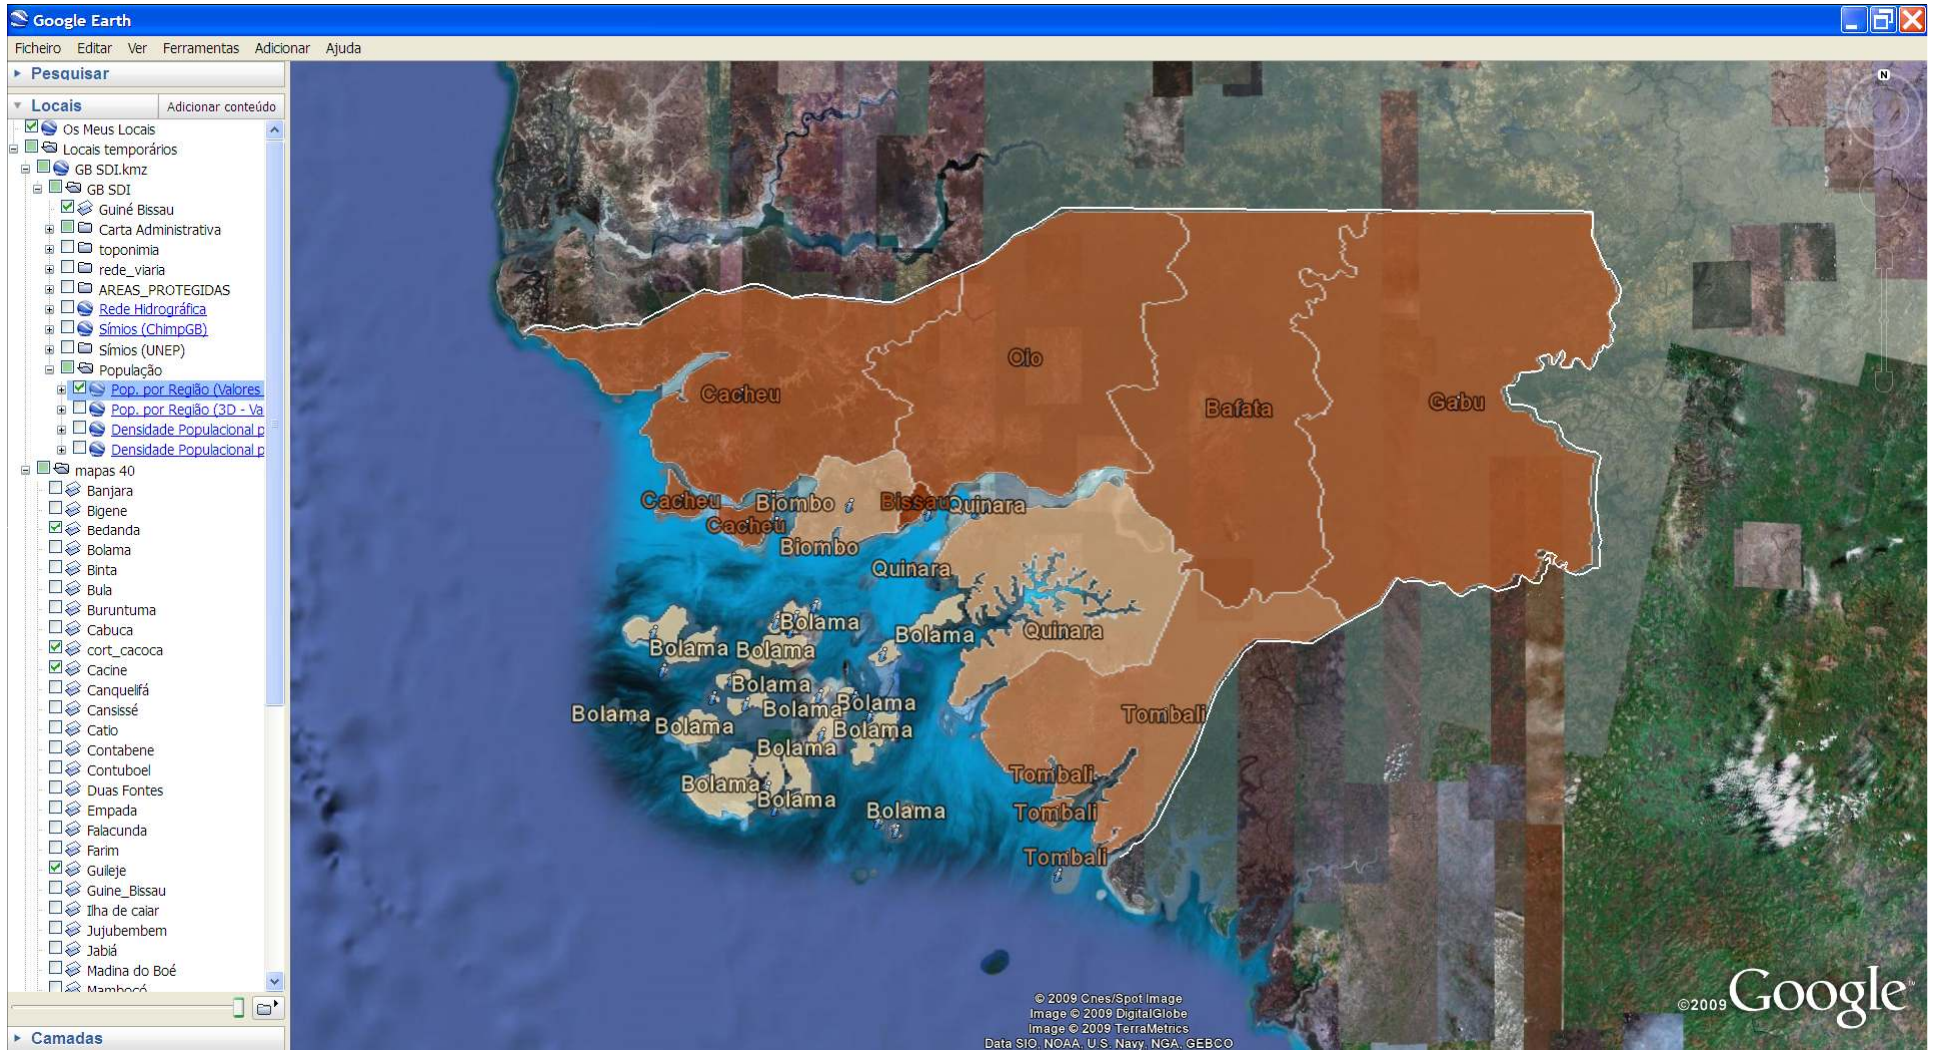 Google Earth
Ficheiro Editar Ver Ferramentas Adicionar Ajuda
Pesquisar
Locais Adicionar conteúdo
Os Meus Locais
Locais temporários
GB SDI.kmz
GB SDI
Guiné Bissau
Carta Administrativa
toponimia
rede_viaria
AREAS_PROTEGIDAS
Rede Hidrográfica
Símios (ChimpGB)
Símios (UNEP)
População
Pop. por Região (Valores
Pop. por Região (3D - Va
Densidade Populacional p
Densidade Populacional p
mapas 40
Banjara
Bigene
Bedanda
Bolama
Binta
Bula
Buruntuma
Cabuca
cort_cacoca
Cacine
Canquelifá
Cansissé
Catio
Contabene
Contuboel
Duas Fontes
Empada
Falacunda
Farim
Guileje
Guine_Bissau
Ilha de caiar
Jujubembem
Jabiá
Madina do Boé
Mambocó
Camadas
N
Oio
Cacheu
Bafata
Gabu
Cacheu
Biombo
Bissau
Quinara
Cacheu
Biombo
Quinara
Bolama
Bolama
Quinara
Bolama
Bolama
Bolama
Bolama
Bolama
Bolama
Tombali
Bolama
Bolama
Bolama
Tombali
Bolama
Bolama
Bolama
Tombali
Tombali
© 2009 Cnes/Spot Image
Image © 2009 DigitalGlobe
Image © 2009 TerraMetrics
Data SIO, NOAA, U.S. Navy, NGA, GEBCO
©2009 Google™